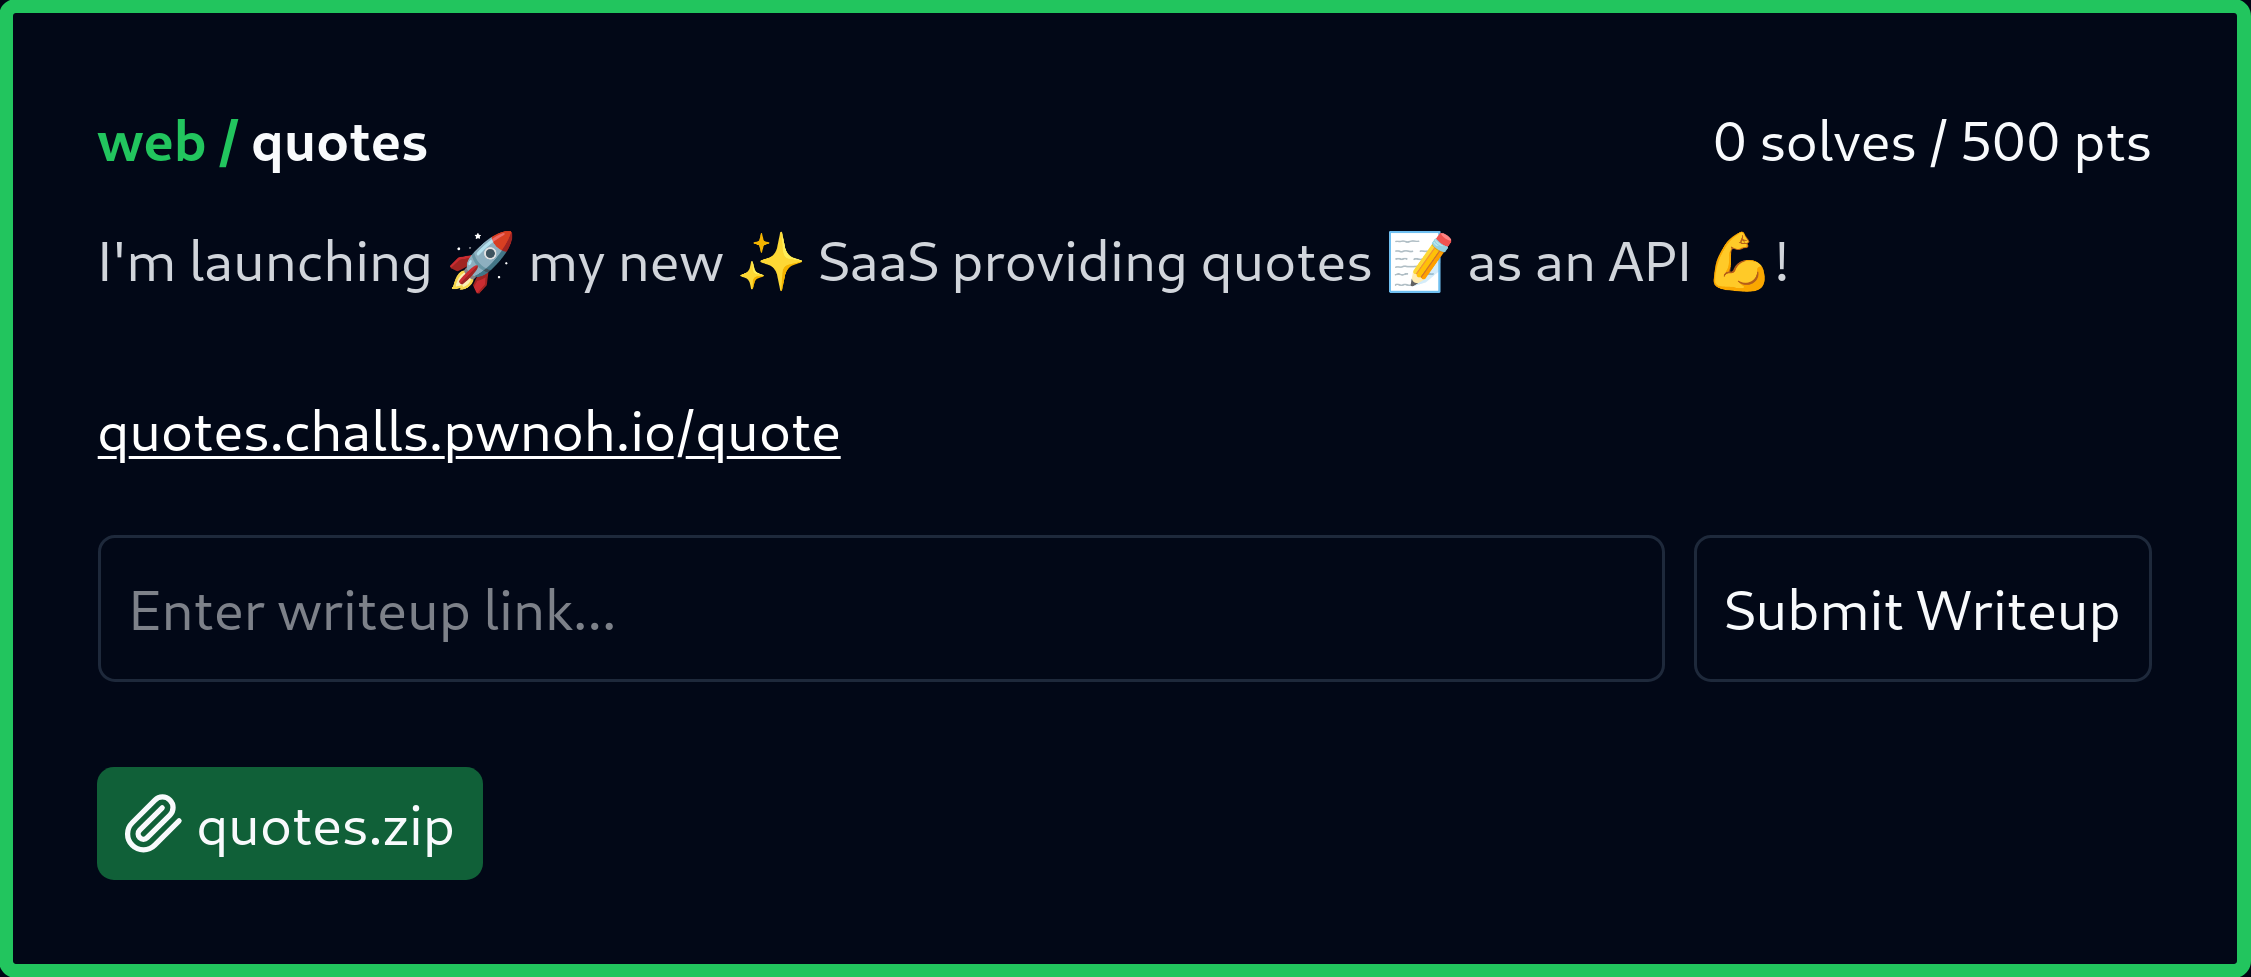 web / quotes
0 solves / 500 pts
I'm launching 🚀 my new ✨ SaaS providing quotes 📝 as an API 💪!
quotes.challs.pwnoh.io/quote
Enter writeup link...
Submit Writeup
quotes.zip